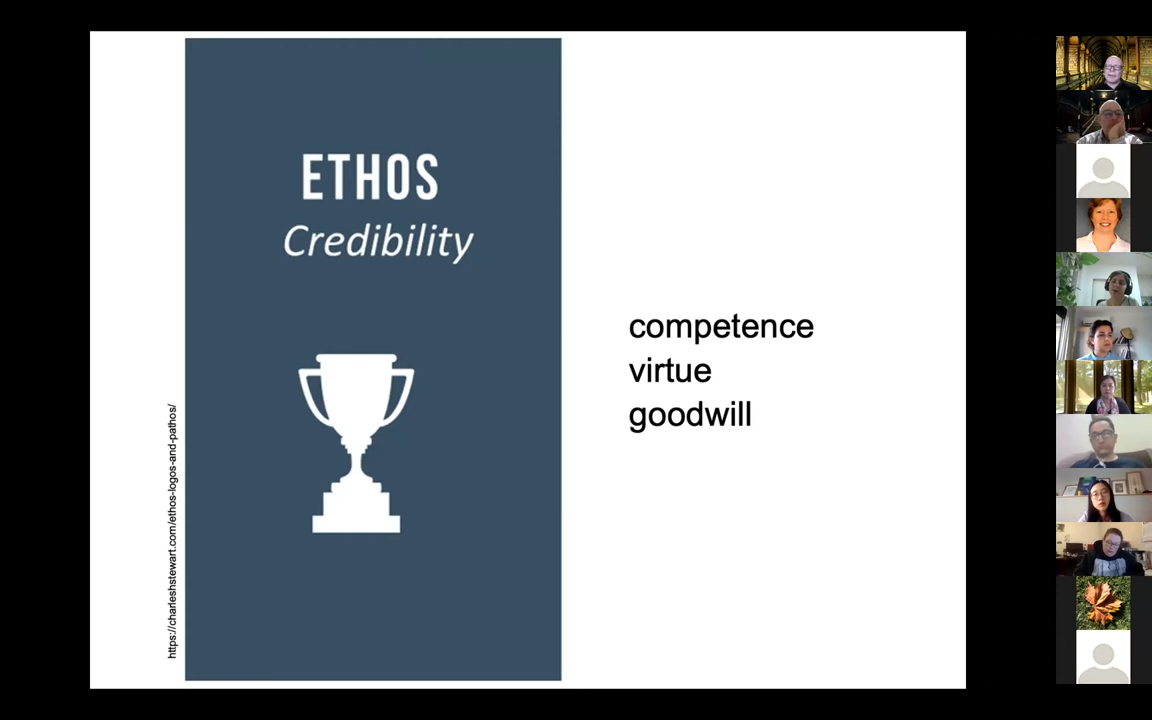 ETHOS
Credibility
https://charleshstewart.com/ethos-logos-and-pathos/
competence
virtue
goodwill